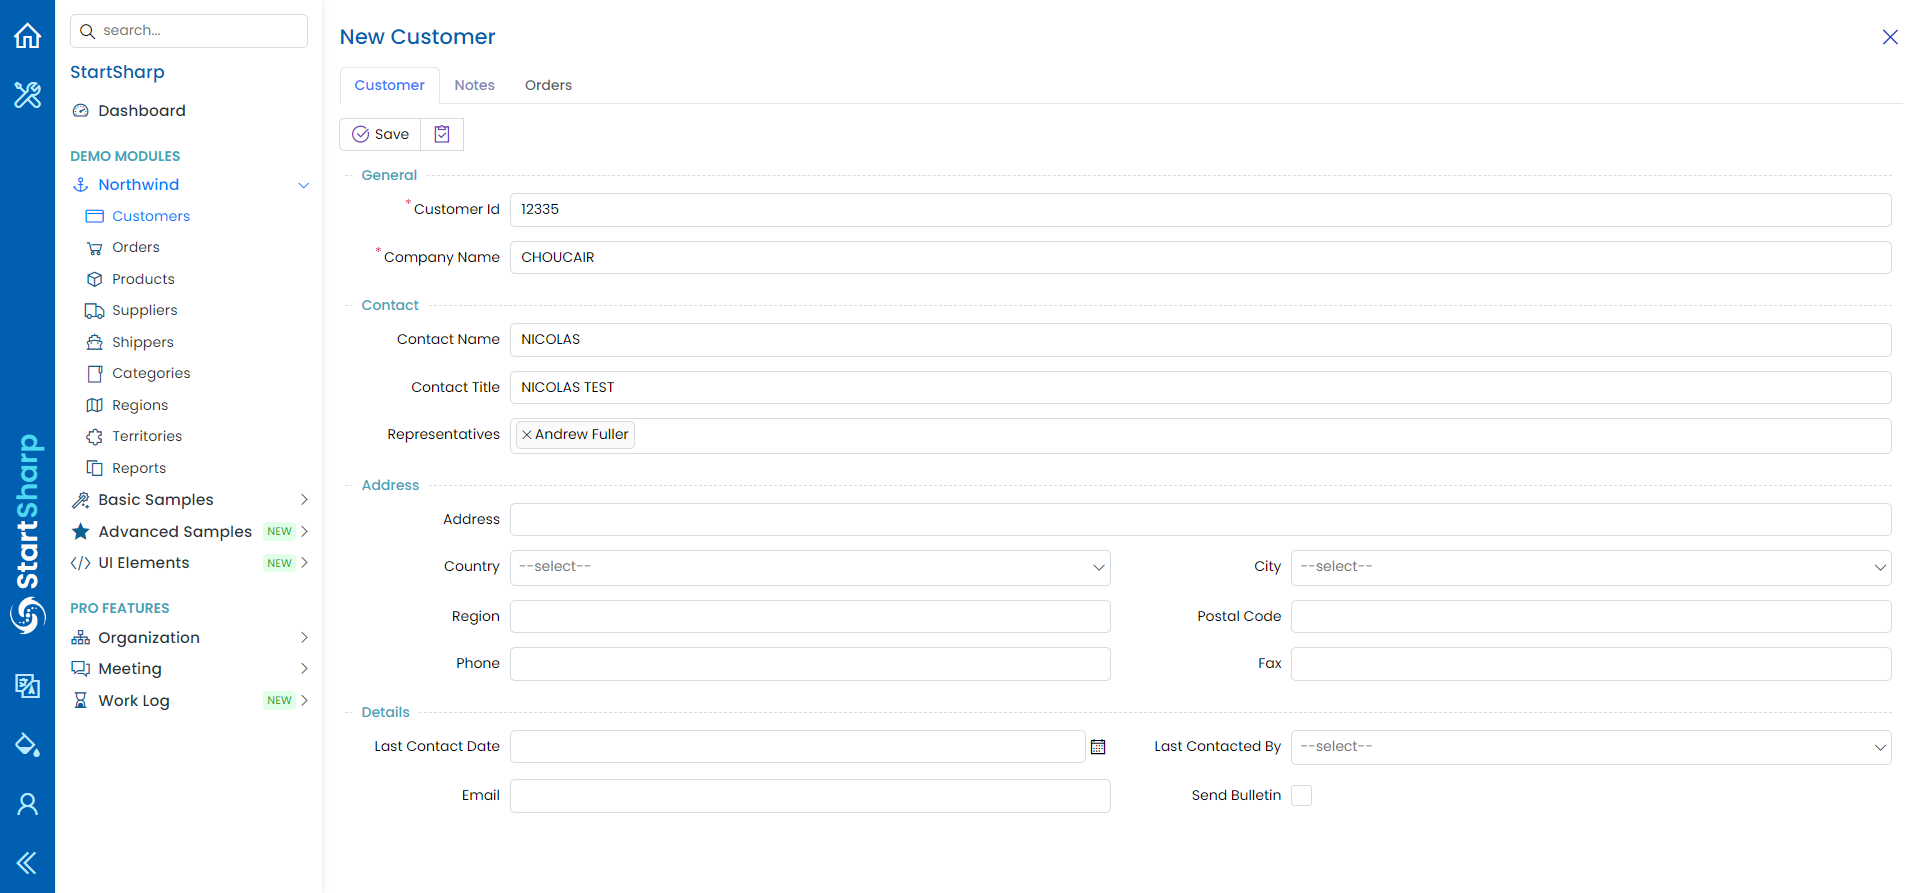 search...
StartSharp
Dashboard
DEMO MODULES
Northwind
Customers
Orders
Products
Suppliers
Shippers
Categories
Regions
Territories
Reports
Basic Samples
Advanced Samples NEW
UI Elements NEW
PRO FEATURES
Organization
Meeting
Work Log NEW
StartSharp
New Customer
Customer Notes Orders
Save
General
* Customer Id 12335
* Company Name CHOUCAIR
Contact
Contact Name NICOLAS
Contact Title NICOLAS TEST
Representatives Andrew Fuller
Address
Address
Country --select-- City --select--
Region Postal Code
Phone Fax
Details
Last Contact Date Last Contacted By --select--
Email Send Bulletin